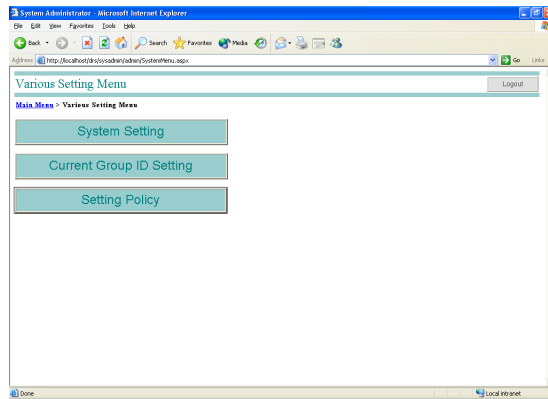 System Administrator - Microsoft Internet Explorer
File Edit View Favorites Tools Help
Back Search Favorites Media
Address http://localhost/drs/sysadmin/admin/SystemMenu.aspx Go Links
Various Setting Menu Logout
Main Menu > Various Setting Menu
System Setting
Current Group ID Setting
Setting Policy
Done Local intranet